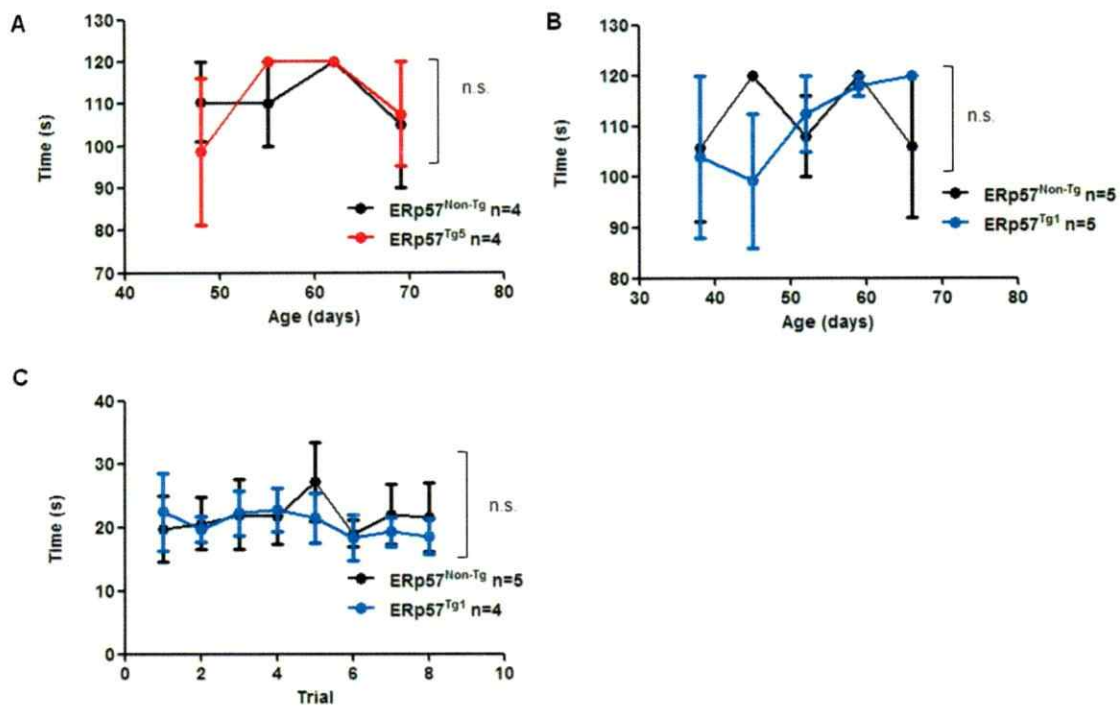 A
130
120
110
100
90
80
70
Time (s)
n.s.
ERp57Non-Tg n=4
ERp57Tg5 n=4
40 50 60 70 80
Age (days)
B
130
120
110
100
90
80
Time (s)
n.s.
ERp57Non-Tg n=5
ERp57Tg1 n=5
30 40 50 60 70 80
Age (days)
C
40
30
20
10
0
Time (s)
n.s.
ERp57Non-Tg n=5
ERp57Tg1 n=4
0 2 4 6 8 10
Trial